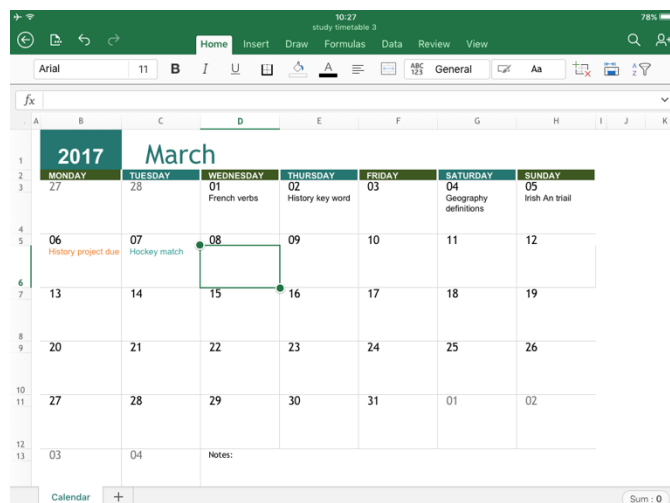 10:27
78%
study timetable 3
Home Insert Draw Formulas Data Review View
Arial 11 B I U A ABC 123 General Aa A Z
fx
A B C D E F G H I J K
1 2017 March
2 MONDAY TUESDAY WEDNESDAY THURSDAY FRIDAY SATURDAY SUNDAY
3 27 28 01 02 03 04 05
French verbs History key word Geography Irish An triail
definitions
4
5 06 07 08 09 10 11 12
History project due Hockey match
6
7 13 14 15 16 17 18 19
8
9 20 21 22 23 24 25 26
10
11 27 28 29 30 31 01 02
12
13 03 04 Notes:
Calendar +
Sum : 0